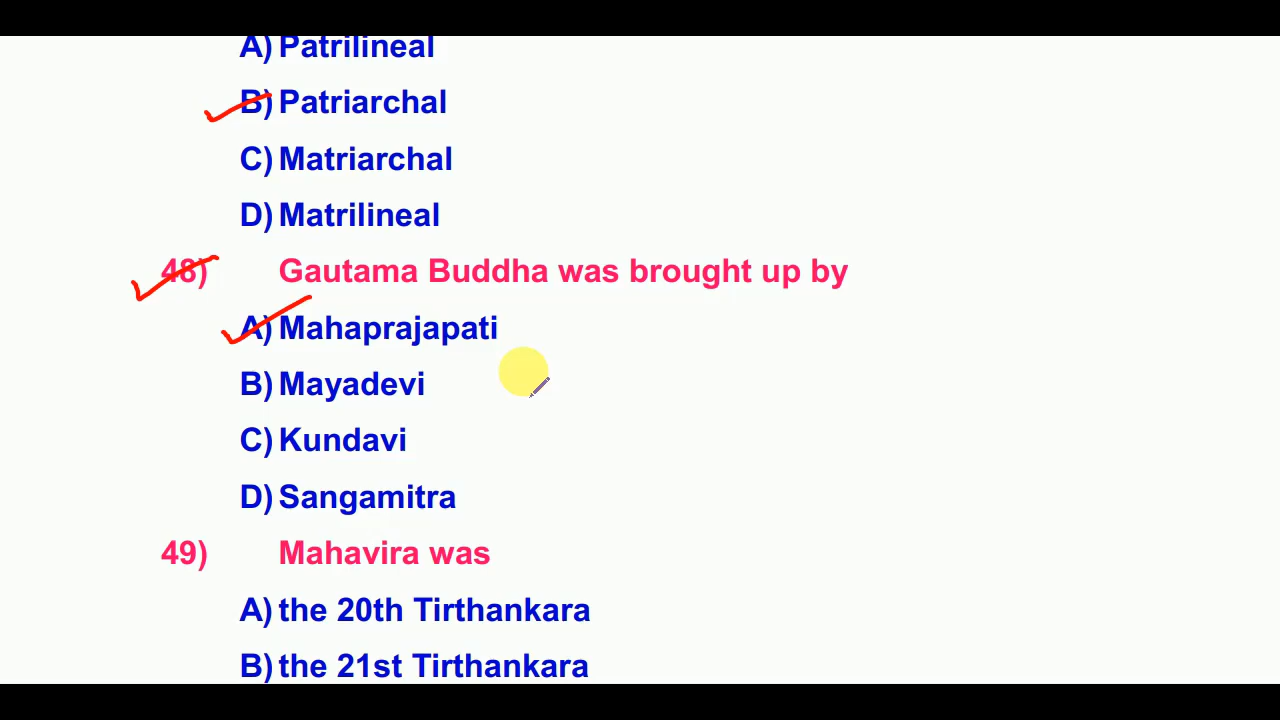 A) Patrilineal
B) Patriarchal
C) Matriarchal
D) Matrilineal
48) Gautama Buddha was brought up by
A) Mahaprajapati
B) Mayadevi
C) Kundavi
D) Sangamitra
49) Mahavira was
A) the 20th Tirthankara
B) the 21st Tirthankara